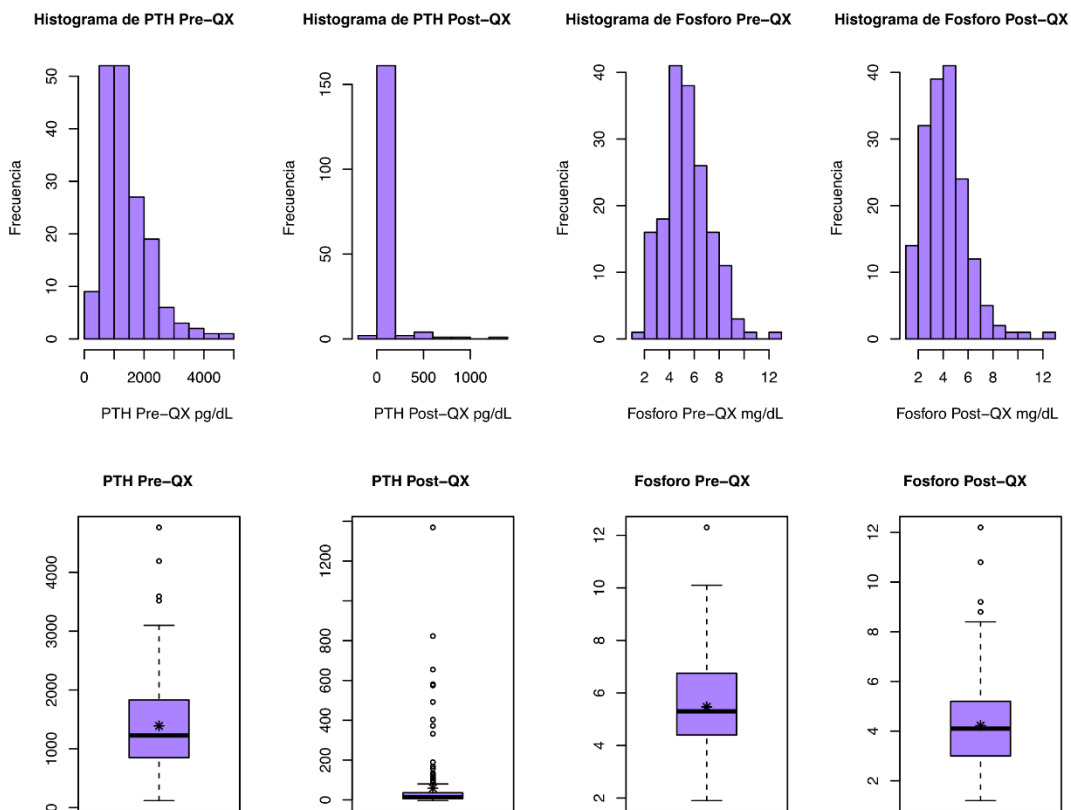 Histograma de PTH Pre−QX
Histograma de PTH Post−QX
Histograma de Fosforo Pre−QX
Histograma de Fosforo Post−QX
Frecuencia
50
40
30
20
10
0
0 2000 4000
PTH Pre−QX pg/dL
Frecuencia
150
100
50
0
0 500 1000
PTH Post−QX pg/dL
Frecuencia
40
30
20
10
0
2 4 6 8 12
Fosforo Pre−QX mg/dL
Frecuencia
40
30
20
10
0
2 4 6 8 12
Fosforo Post−QX mg/dL
PTH Pre−QX
4000
3000
2000
1000
0
PTH Post−QX
1200
800
600
400
200
0
Fosforo Pre−QX
12
10
8
6
4
2
Fosforo Post−QX
12
10
8
6
4
2